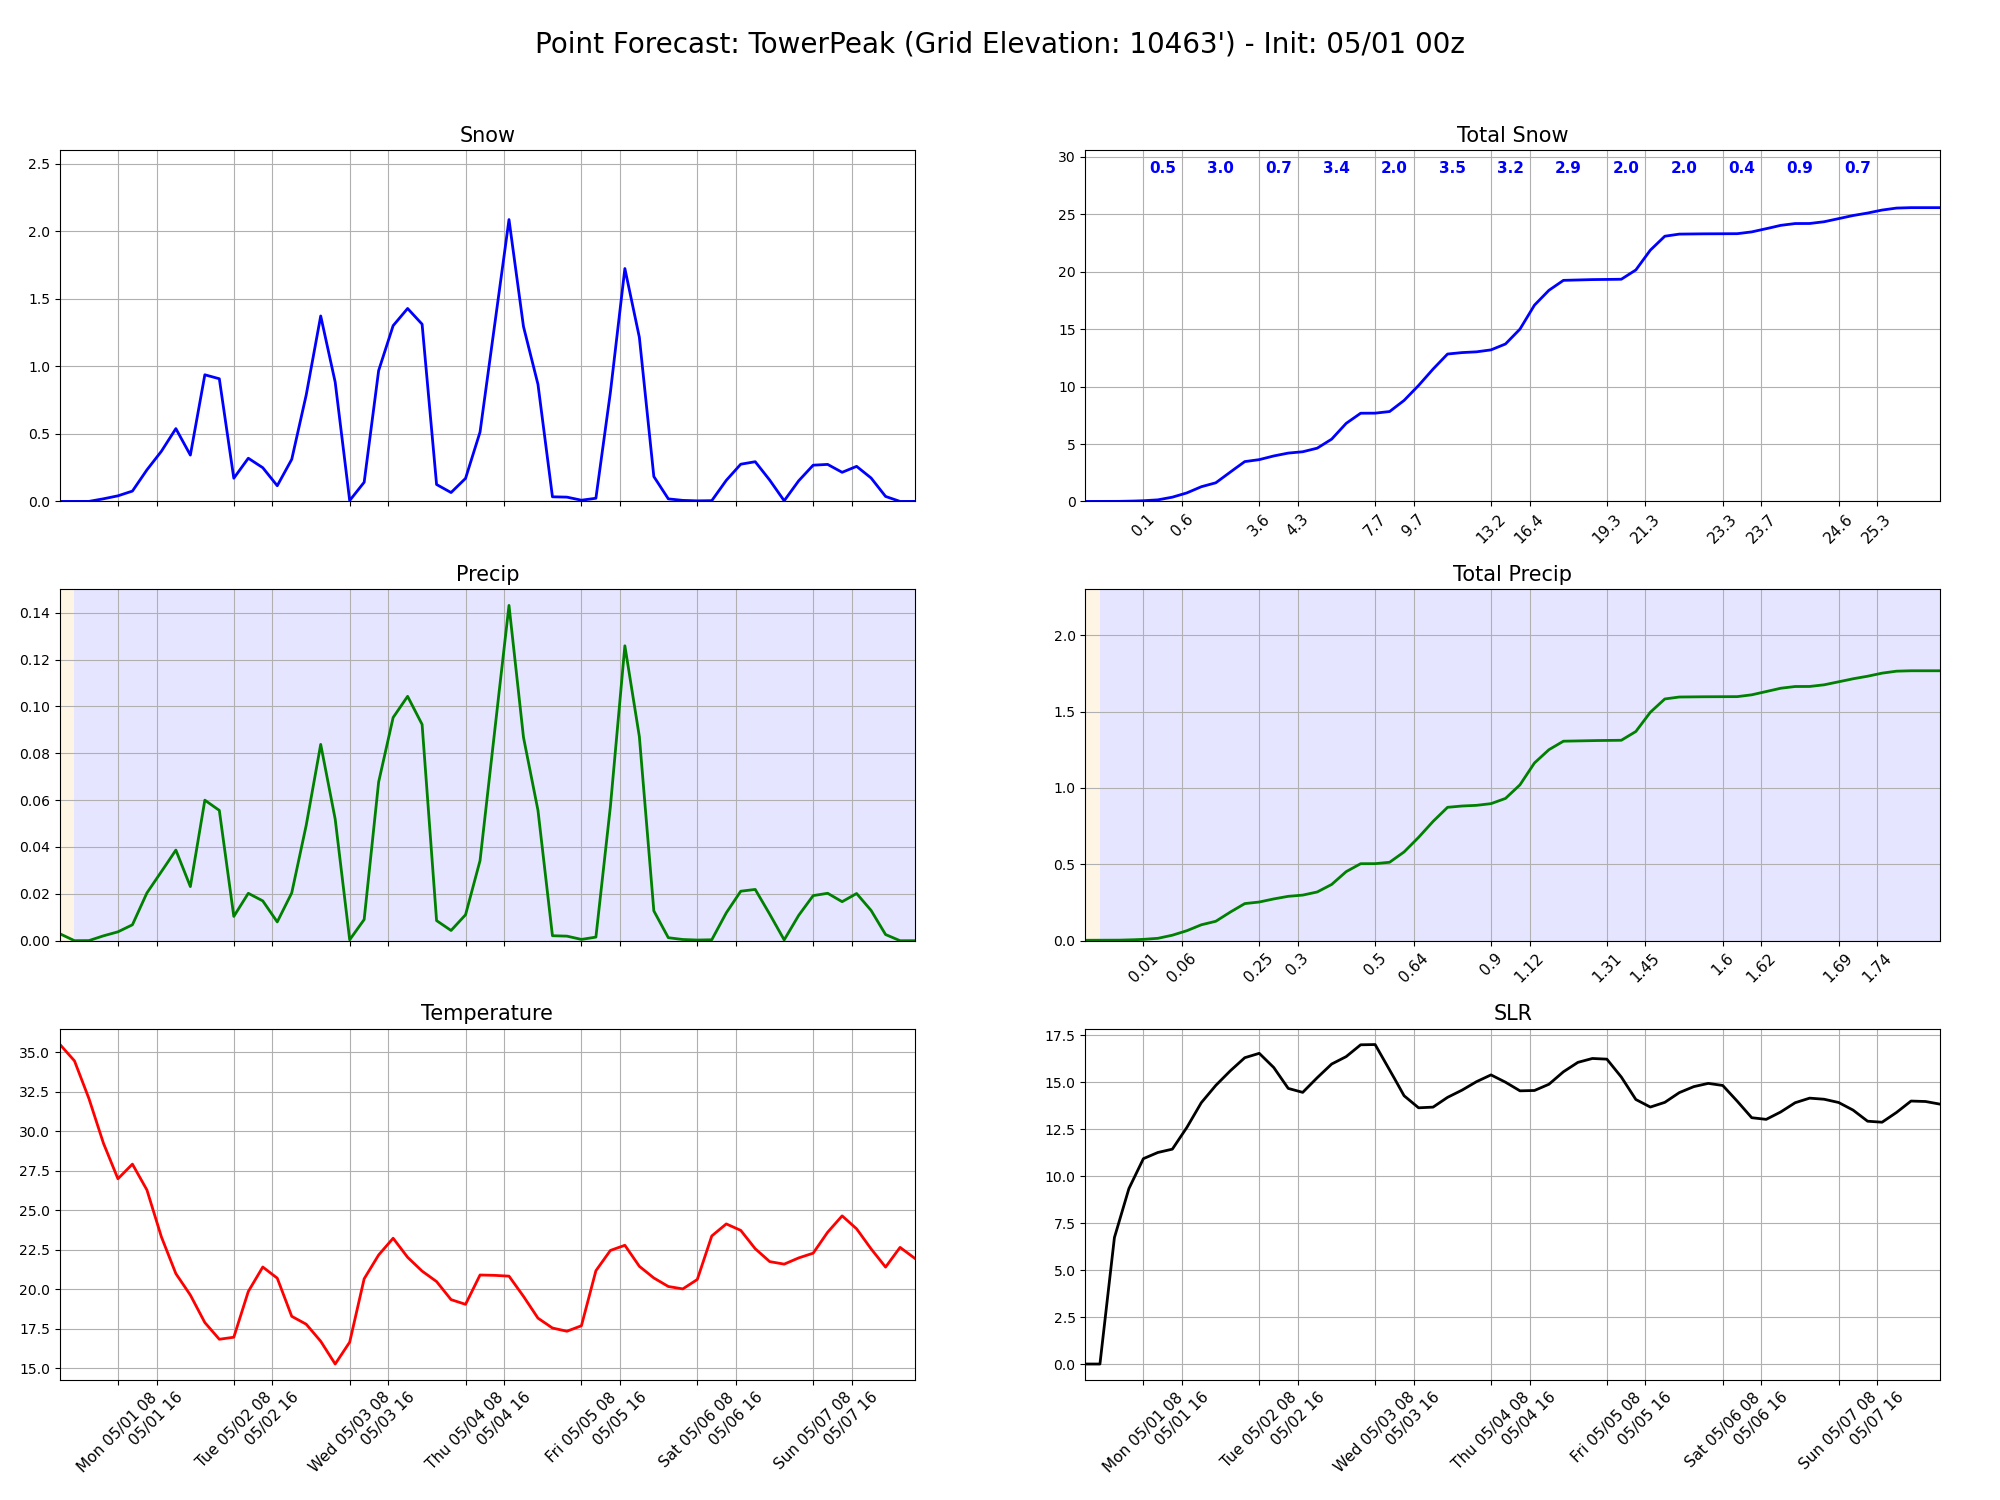 Point Forecast: TowerPeak (Grid Elevation: 10463') - Init: 05/01 00z
Snow
2.5
2.0
1.5
1.0
0.5
0.0
Total Snow
30
25
20
15
10
5
0
0.5 3.0 0.7 3.4 2.0 3.5 3.2 2.9 2.0 2.0 0.4 0.9 0.7
0.1 0.6 3.6 4.3 7.7 9.7 13.2 16.4 19.3 21.3 23.3 23.7 24.6 25.3
Precip
0.14
0.12
0.10
0.08
0.06
0.04
0.02
0.00
Total Precip
2.0
1.5
1.0
0.5
0.0
0.01 0.06 0.25 0.3 0.5 0.64 0.9 1.12 1.31 1.45 1.6 1.62 1.69 1.74
Temperature
35.0
32.5
30.0
27.5
25.0
22.5
20.0
17.5
15.0
Mon 05/01 08
05/01 16
Tue 05/02 08
05/02 16
Wed 05/03 08
05/03 16
Thu 05/04 08
05/04 16
Fri 05/05 08
05/05 16
Sat 05/06 08
05/06 16
Sun 05/07 08
05/07 16
SLR
17.5
15.0
12.5
10.0
7.5
5.0
2.5
0.0
Mon 05/01 08
05/01 16
Tue 05/02 08
05/02 16
Wed 05/03 08
05/03 16
Thu 05/04 08
05/04 16
Fri 05/05 08
05/05 16
Sat 05/06 08
05/06 16
Sun 05/07 08
05/07 16